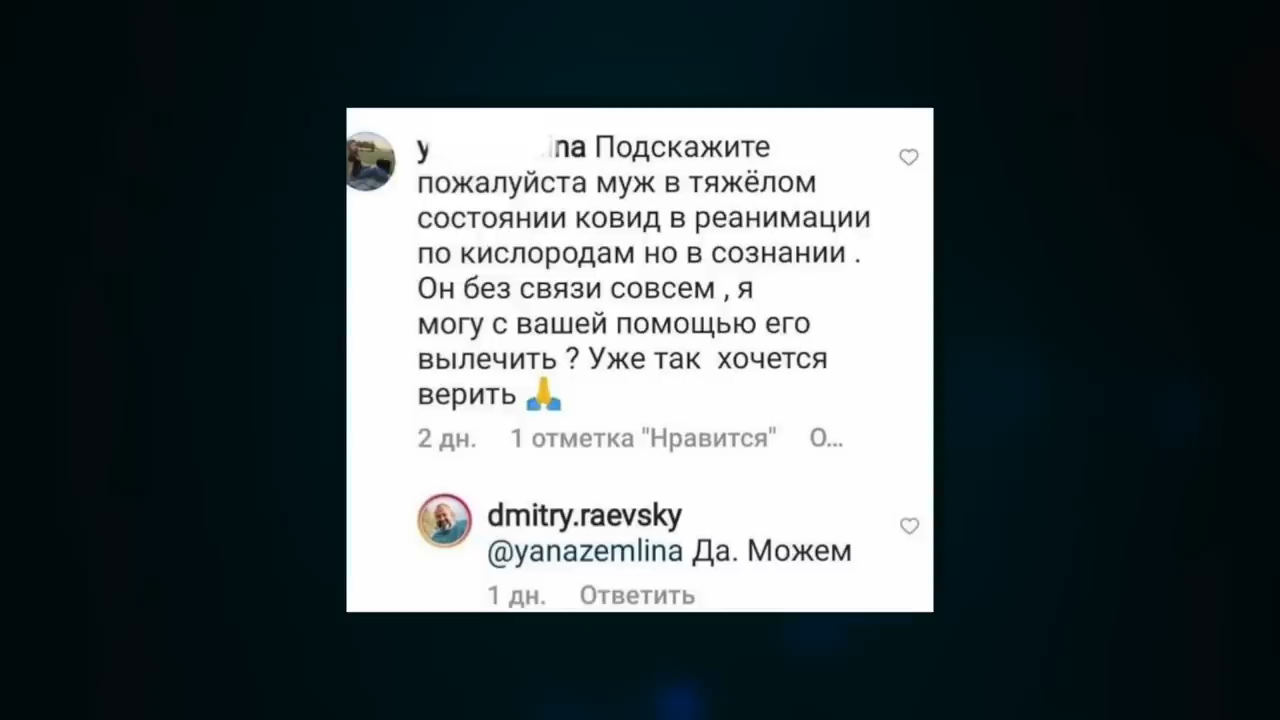 y ina Подскажите
пожалуйста муж в тяжёлом
состоянии ковид в реанимации
по кислородам но в сознании .
Он без связи совсем , я
могу с вашей помощью его
вылечить ? Уже так хочется
верить 🙏
2 дн. 1 отметка "Нравится" О...
dmitry.raevsky
@yanazemlina Да. Можем
1 дн. Ответить